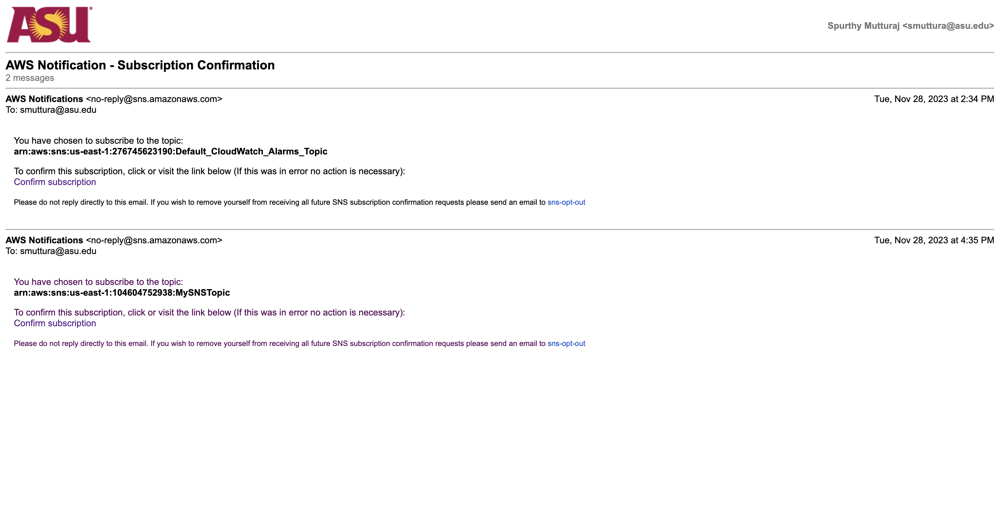 ASU
Spurthy Mutturaj <smuttura@asu.edu>
AWS Notification - Subscription Confirmation
2 messages
AWS Notifications <no-reply@sns.amazonaws.com>
Tue, Nov 28, 2023 at 2:34 PM
To: smuttura@asu.edu
You have chosen to subscribe to the topic:
arn:aws:sns:us-east-1:276745623190:Default_CloudWatch_Alarms_Topic
To confirm this subscription, click or visit the link below (If this was in error no action is necessary):
Confirm subscription
Please do not reply directly to this email. If you wish to remove yourself from receiving all future SNS subscription confirmation requests please send an email to sns-opt-out
AWS Notifications <no-reply@sns.amazonaws.com>
Tue, Nov 28, 2023 at 4:35 PM
To: smuttura@asu.edu
You have chosen to subscribe to the topic:
arn:aws:sns:us-east-1:104604752938:MySNSTopic
To confirm this subscription, click or visit the link below (If this was in error no action is necessary):
Confirm subscription
Please do not reply directly to this email. If you wish to remove yourself from receiving all future SNS subscription confirmation requests please send an email to sns-opt-out